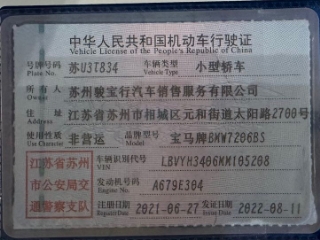 中华人民共和国机动车行驶证
Vehicle License of the People's Republic of China
号牌号码 苏U3T834 车辆类型 小型轿车
Plate No. Vehicle Type
所有人 苏州骏宝行汽车销售服务有限公司
Owner
住址 江苏省苏州市相城区元和街道太阳路2700号
Address
使用性质 非营运 品牌型号 宝马牌BMW7206BS
Use Character Model
江苏省苏州
市公安局交
通警察支队
车辆识别代号 LBVYH3406KMI05208
VIN
发动机号码 A679E304
Engine No.
注册日期 2021-06-27 发证日期 2022-08-11
Register Date Issue Date